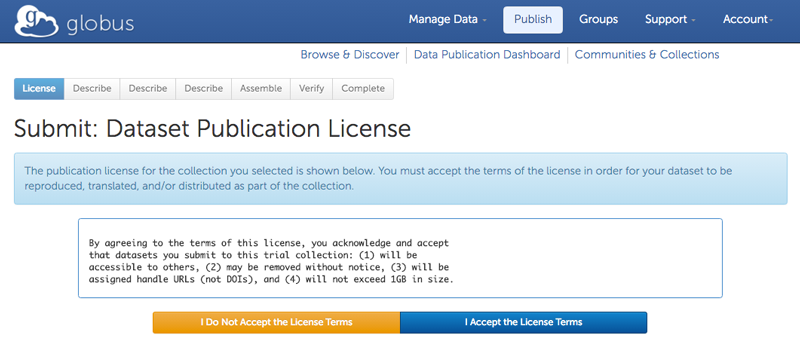 globus
Manage Data Publish Groups Support Account
Browse & Discover Data Publication Dashboard Communities & Collections
License Describe Describe Describe Assemble Verify Complete
Submit: Dataset Publication License
The publication license for the collection you selected is shown below. You must accept the terms of the license in order for your dataset to be
reproduced, translated, and/or distributed as part of the collection.
By agreeing to the terms of this license, you acknowledge and accept
that datasets you submit to this trial collection: (1) will be
accessible to others, (2) may be removed without notice, (3) will be
assigned handle URLs (not DOIs), and (4) will not exceed 1GB in size.
I Do Not Accept the License Terms I Accept the License Terms